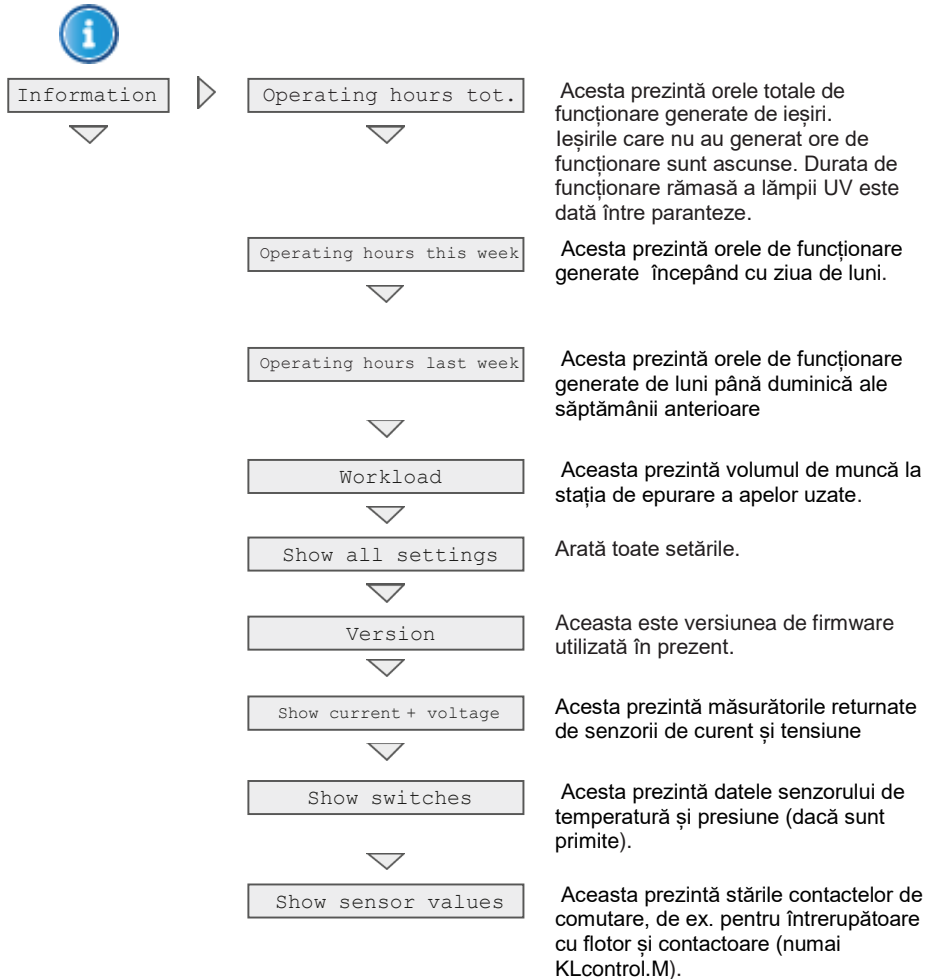 Information
Operating hours tot.
Acesta prezintă orele totale de
funcționare generate de ieșiri.
Ieșirile care nu au generat ore de
funcționare sunt ascunse. Durata de
funcționare rămasă a lămpii UV este
dată între paranteze.
Operating hours this week
Acesta prezintă orele de funcționare
generate începând cu ziua de luni.
Operating hours last week
Acesta prezintă orele de funcționare
generate de luni până duminică ale
săptămânii anterioare
Workload
Aceasta prezintă volumul de muncă la
stația de epurare a apelor uzate.
Show all settings
Arată toate setările.
Version
Aceasta este versiunea de firmware
utilizată în prezent.
Show current + voltage
Acesta prezintă măsurătorile returnate
de senzorii de curent și tensiune
Show switches
Acesta prezintă datele senzorului de
temperatură și presiune (dacă sunt
primite).
Show sensor values
Aceasta prezintă stările contactelor de
comutare, de ex. pentru întrerupătoare
cu flotor și contactoare (numai
KLcontrol.M).